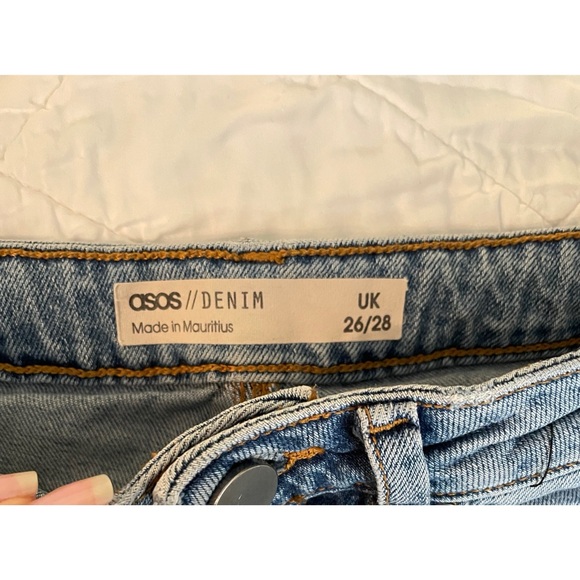 asos//DENIM
Made in Mauritius
UK
26/28